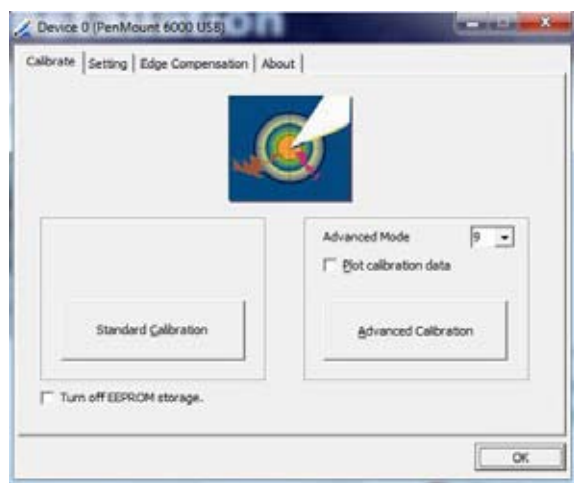 Device 0 (PenMount 6000 USB)
Calibrate Setting Edge Compensation About
Advanced Mode 9
Plot calibration data
Standard Calibration Advanced Calibration
Turn off EEPROM storage.
OK